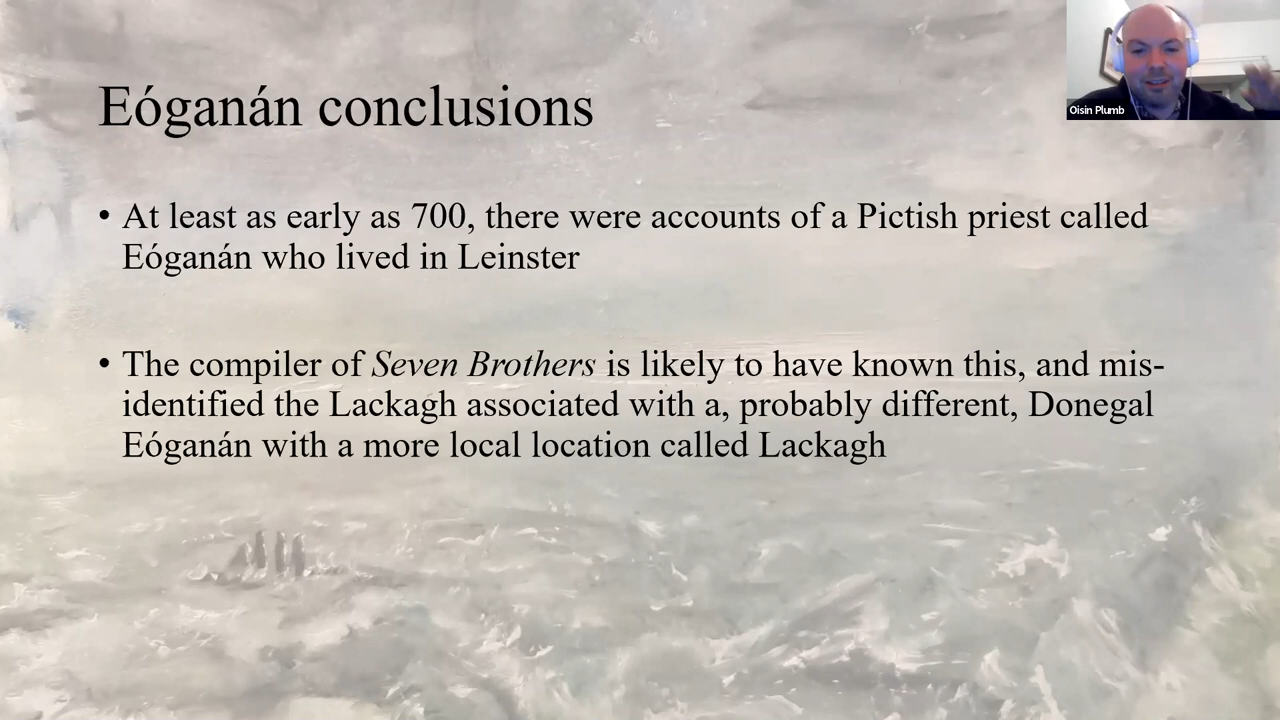 Eóganán conclusions
Oisin Plumb
• At least as early as 700, there were accounts of a Pictish priest called
Eóganán who lived in Leinster
• The compiler of Seven Brothers is likely to have known this, and mis-
identified the Lackagh associated with a, probably different, Donegal
Eóganán with a more local location called Lackagh